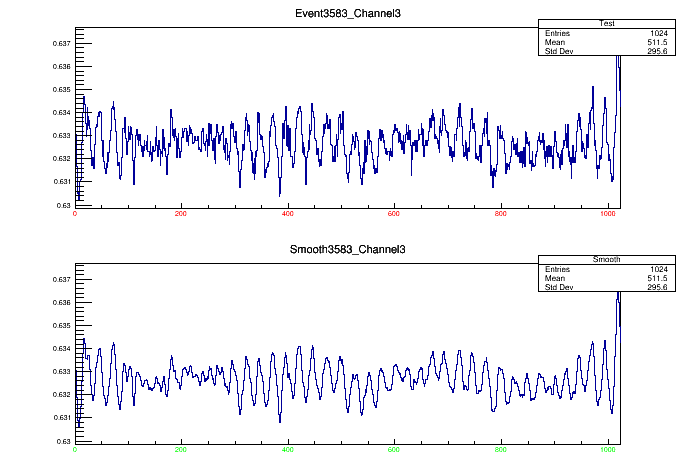 Event3583_Channel3
Test
Entries 1024
Mean 511.5
Std Dev 295.6
0.637
0.636
0.635
0.634
0.633
0.632
0.631
0.63
0 200 400 600 800 1000
Smooth3583_Channel3
Smooth
Entries 1024
Mean 511.5
Std Dev 295.6
0.637
0.636
0.635
0.634
0.633
0.632
0.631
0.63
0 200 400 600 800 1000